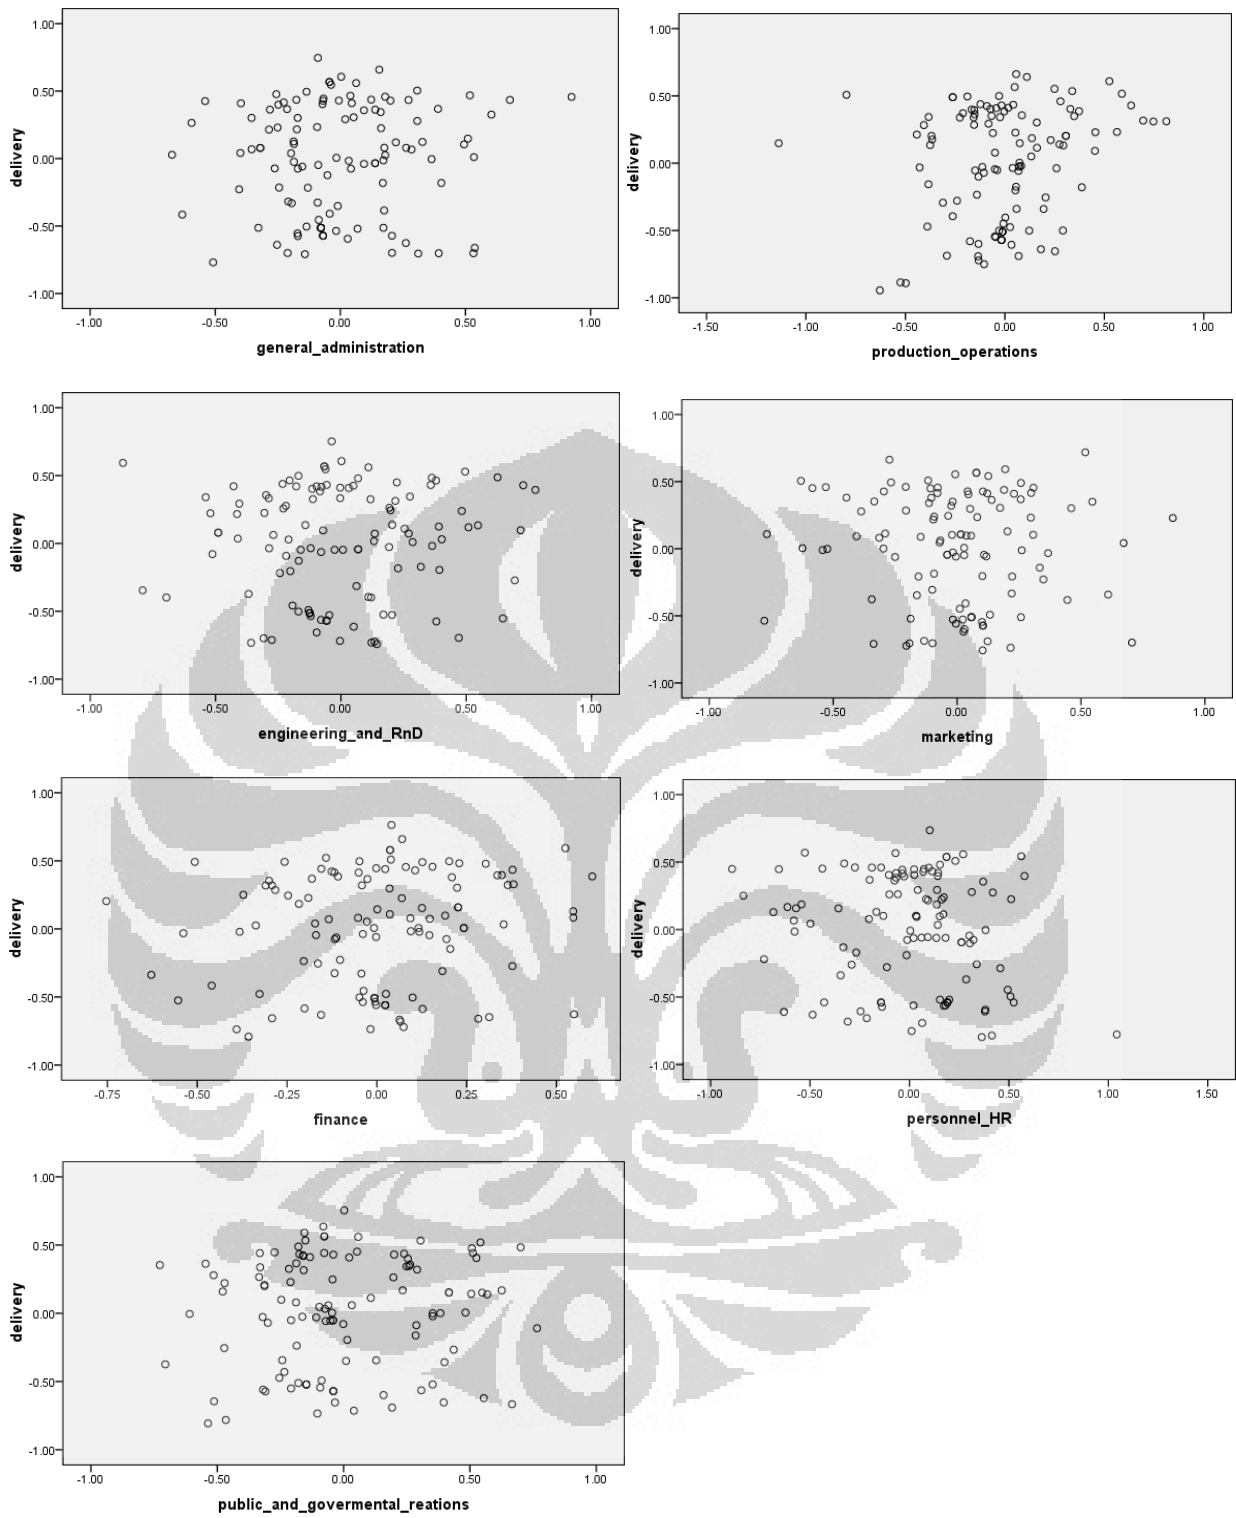 1.00
0.50
0.00
-0.50
-1.00
delivery
-1.00 -0.50 0.00 0.50 1.00
general_administration
1.00
0.50
0.00
-0.50
-1.00
delivery
-1.50 -1.00 -0.50 0.00 0.50 1.00
production_operations
1.00
0.50
0.00
-0.50
-1.00
delivery
-1.00 -0.50 0.00 0.50 1.00
engineering_and_RnD
1.00
0.50
0.00
-0.50
-1.00
delivery
-1.00 -0.50 0.00 0.50 1.00
marketing
1.00
0.50
0.00
-0.50
-1.00
delivery
-0.75 -0.50 -0.25 0.00 0.25 0.50
finance
1.00
0.50
0.00
-0.50
-1.00
delivery
-1.00 -0.50 0.00 0.50 1.00 1.50
personnel_HR
1.00
0.50
0.00
-0.50
-1.00
delivery
-1.00 -0.50 0.00 0.50 1.00
public_and_govermental_reations